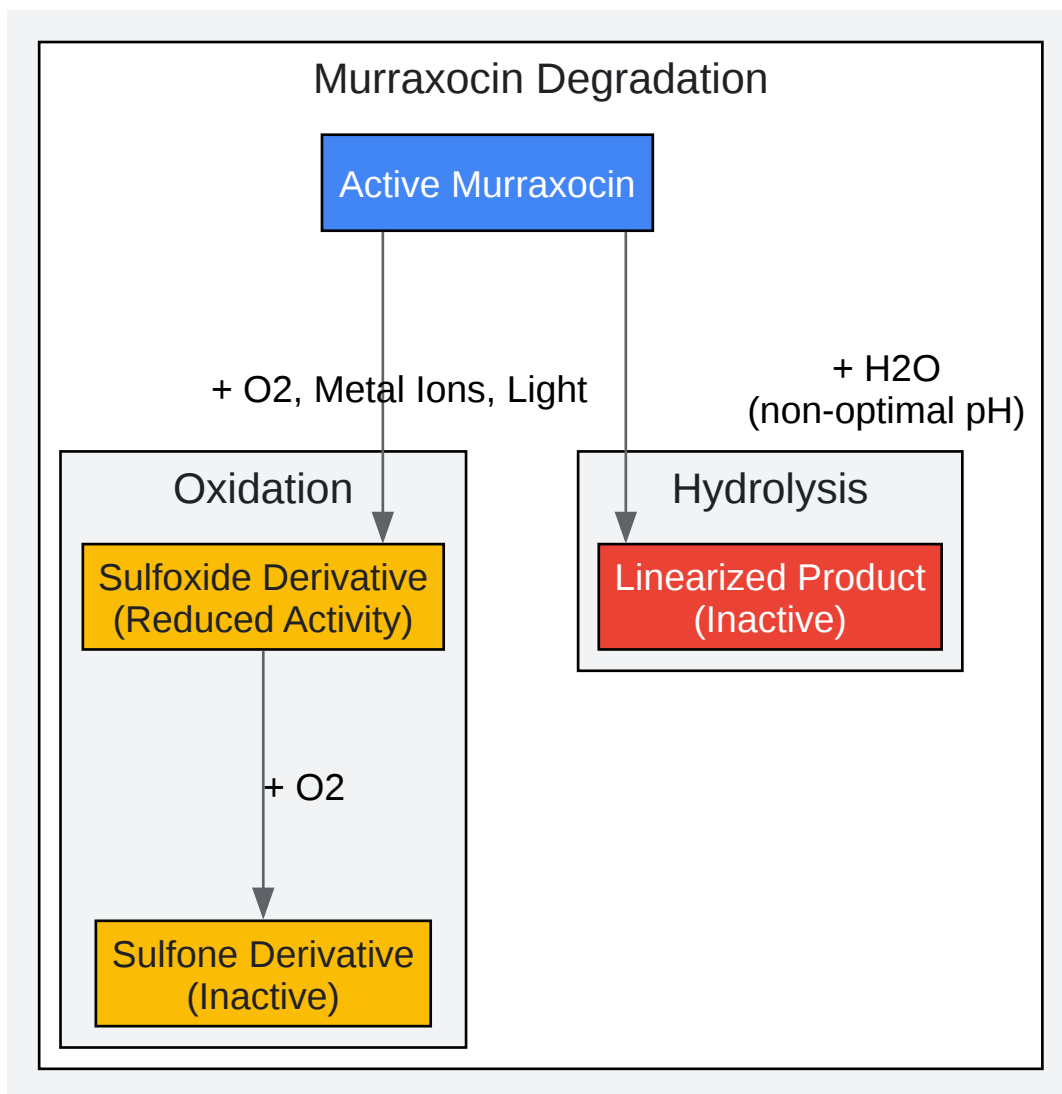 Murraxocin Degradation
Active Murraxocin
+ O2, Metal Ions, Light
+ H2O
(non-optimal pH)
Oxidation
Sulfoxide Derivative
(Reduced Activity)
+ O2
Sulfone Derivative
(Inactive)
Hydrolysis
Linearized Product
(Inactive)